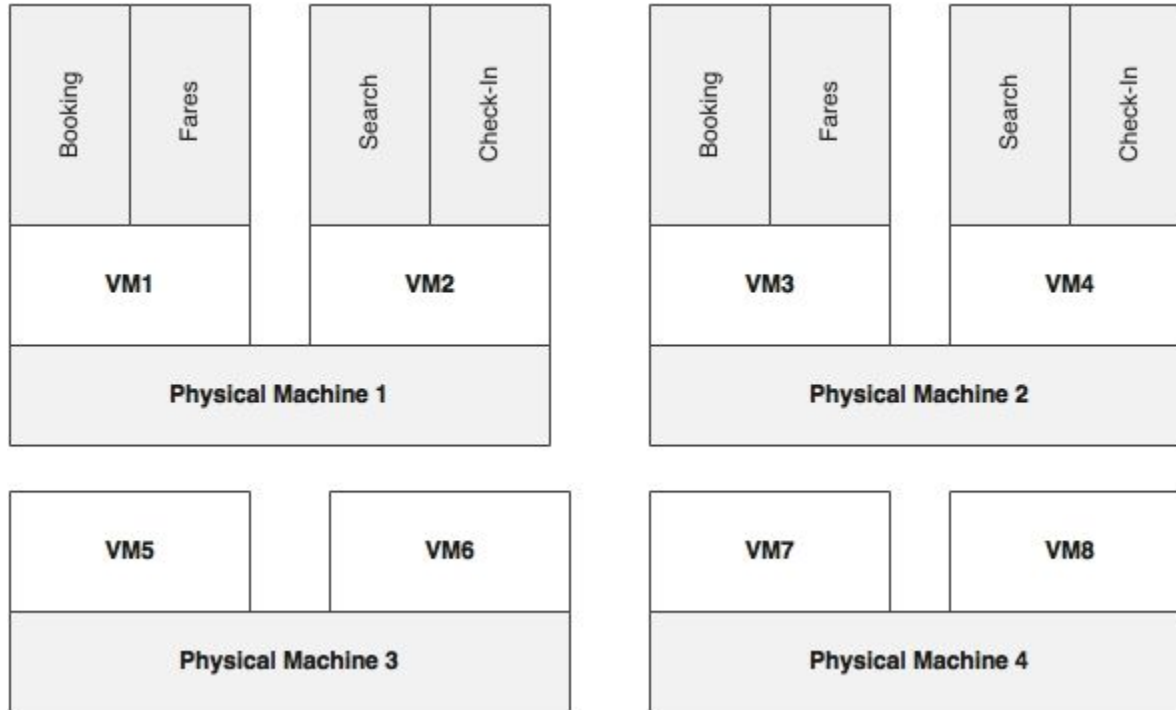 Booking
Fares
Search
Check-In
Booking
Fares
Search
Check-In
VM1
VM2
VM3
VM4
Physical Machine 1
Physical Machine 2
VM5
VM6
VM7
VM8
Physical Machine 3
Physical Machine 4